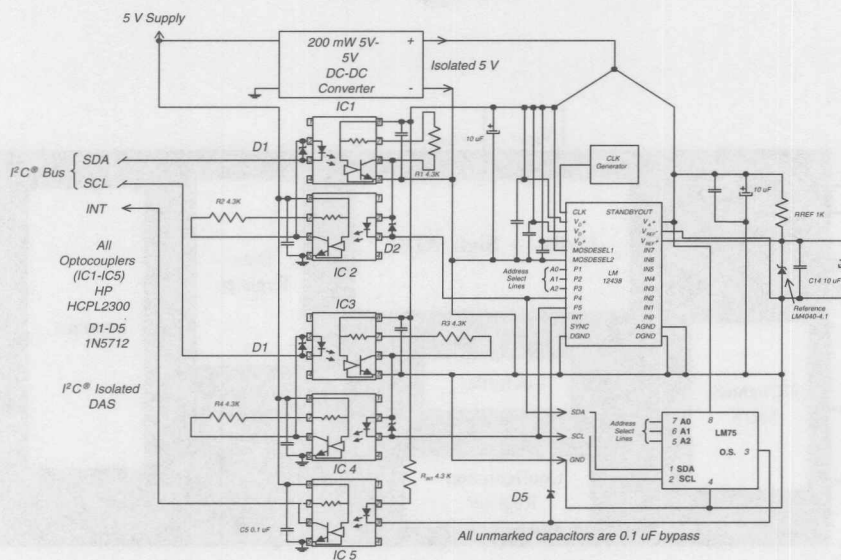 5 V Supply
200 mW 5V-
5V
DC-DC
Converter
+
-
Isolated 5 V
IC1
D1
I²C® Bus
SDA
SCL
INT
R1 4.3K
R2 4.3K
D2
IC 2
All
Optocouplers
(IC1-IC5)
HP
HCPL2300
D1-D5
1N5712
I²C® Isolated
DAS
IC3
D1
R3 4.3K
R4 4.3K
IC 4
4.3 K
C5 0.1 uF
IC 5
10 uF
CLK
Generator
10 uF
RREF 1K
C14 10 uF
Reference
LM4040-4.1
Address
Select
Lines
A0
A1
A2
CLK
MODESEL1
MODESEL2
P1
P2
P3
P4
P5
INT
SYNC
DGND
LM
12438
STANDBYOUT
IN7
IN6
IN5
IN4
IN3
IN2
IN1
IN0
AGND
DGND
SDA
SCL
GND
Address
Select
Lines
7 A0
6 A1
5 A2
8
LM75
O.S. 3
1 SDA
2 SCL
4
D5
All unmarked capacitors are 0.1 uF bypass